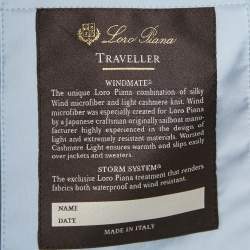 Loro Piana
TRAVELLER
WINDMATE®
The unique Loro Piana combination of silky
Wind microfiber and light cashmere knit. Wind
microfiber was especially created for Loro Piana
by a Japanese craftsman originally sailboat manu-
facturer highly experienced in the design of
light and extremely resistant materials. Worsted
Cashmere Light ensures warmth and slips easily
over jackets and sweaters.
STORM SYSTEM®
The exclusive Loro Piana treatment that renders
fabrics both waterproof and wind resistant.
NAME
DATE
MADE IN ITALY